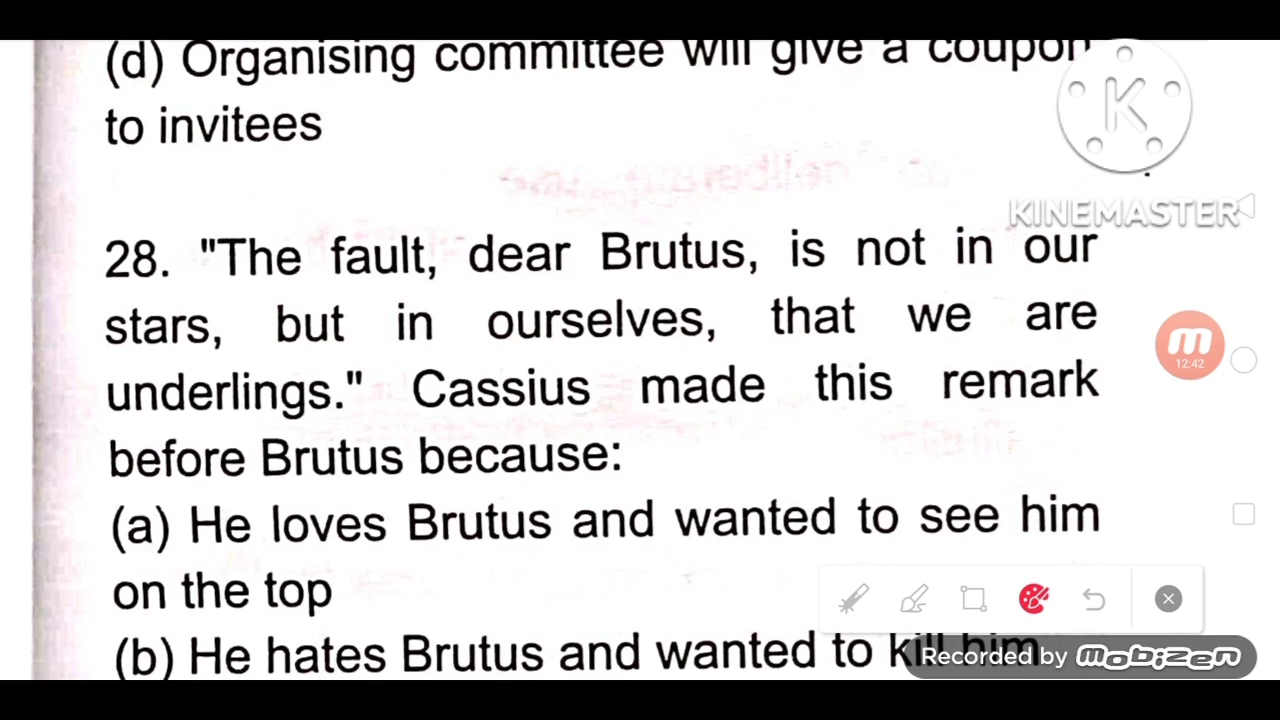 (d) Organising committee will give a coupon
to invitees
K
KINEMASTER
28. "The fault, dear Brutus, is not in our
stars, but in ourselves, that we are
underlings." Cassius made this remark
before Brutus because:
12:42
(a) He loves Brutus and wanted to see him
on the top
(b) He hates Brutus and wanted to kill him
Recorded by mobizen